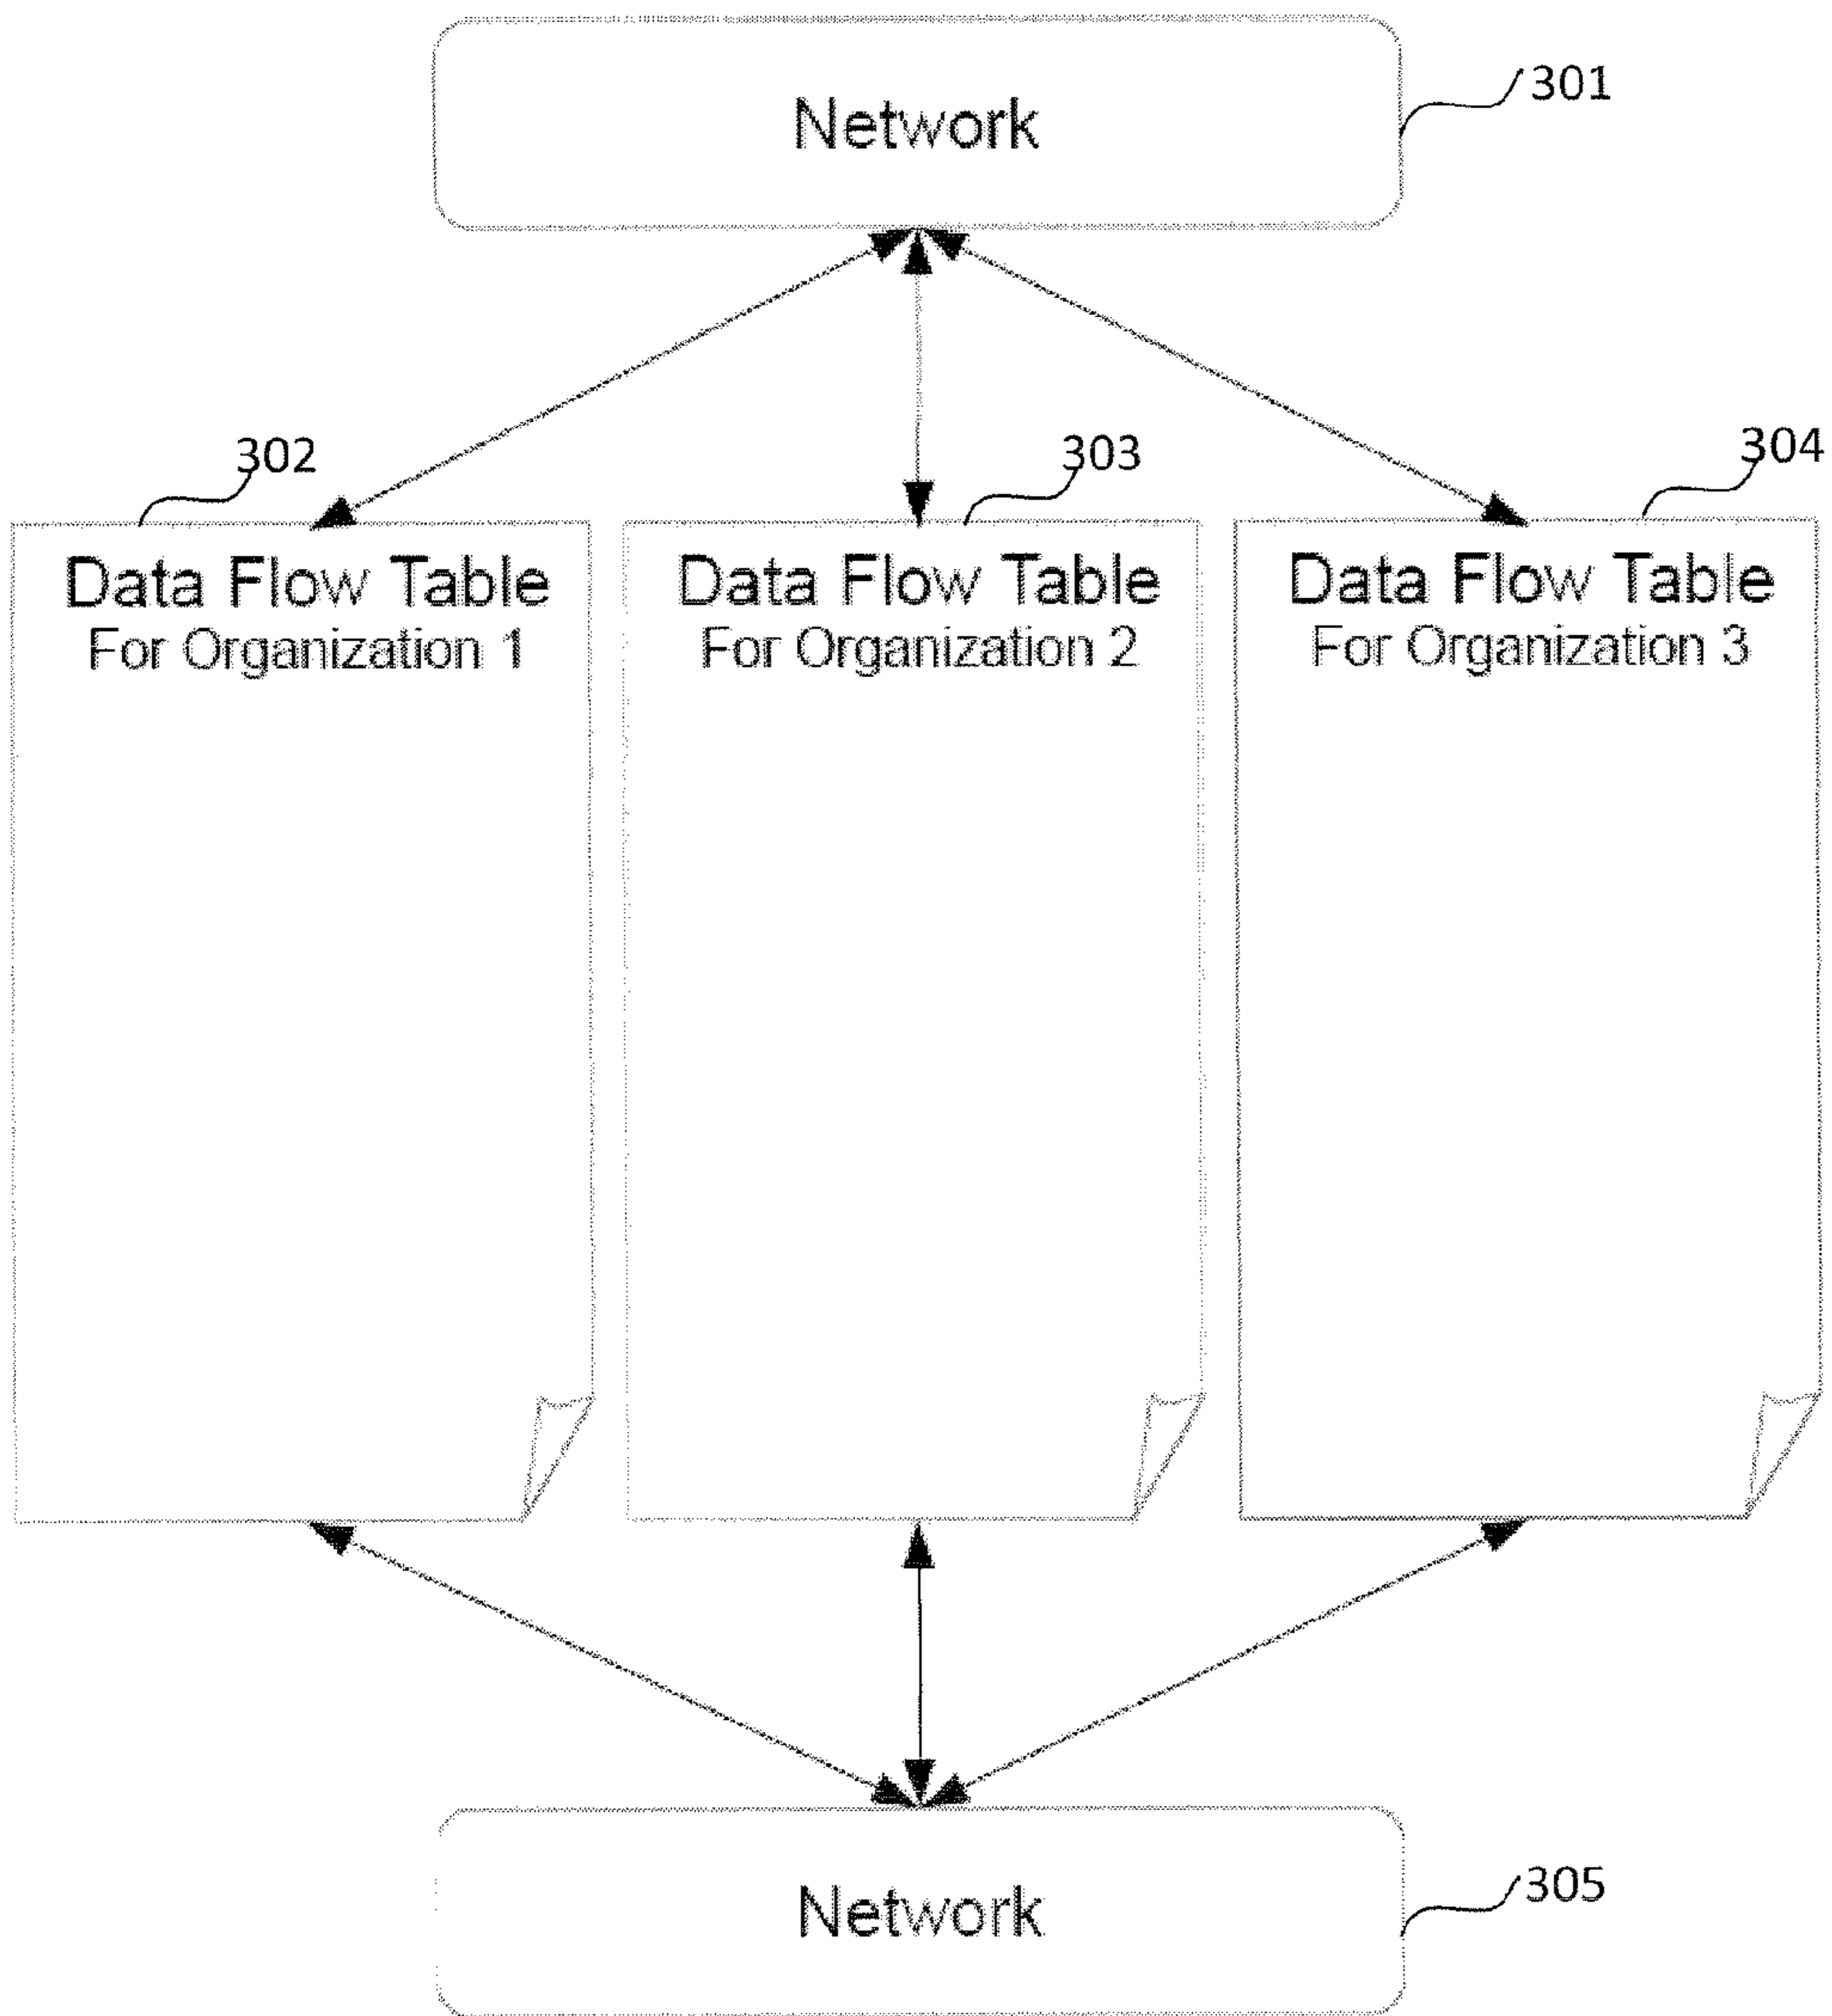 Network
301
302
303
304
Data Flow Table
For Organization 1
Data Flow Table
For Organization 2
Data Flow Table
For Organization 3
Network
305